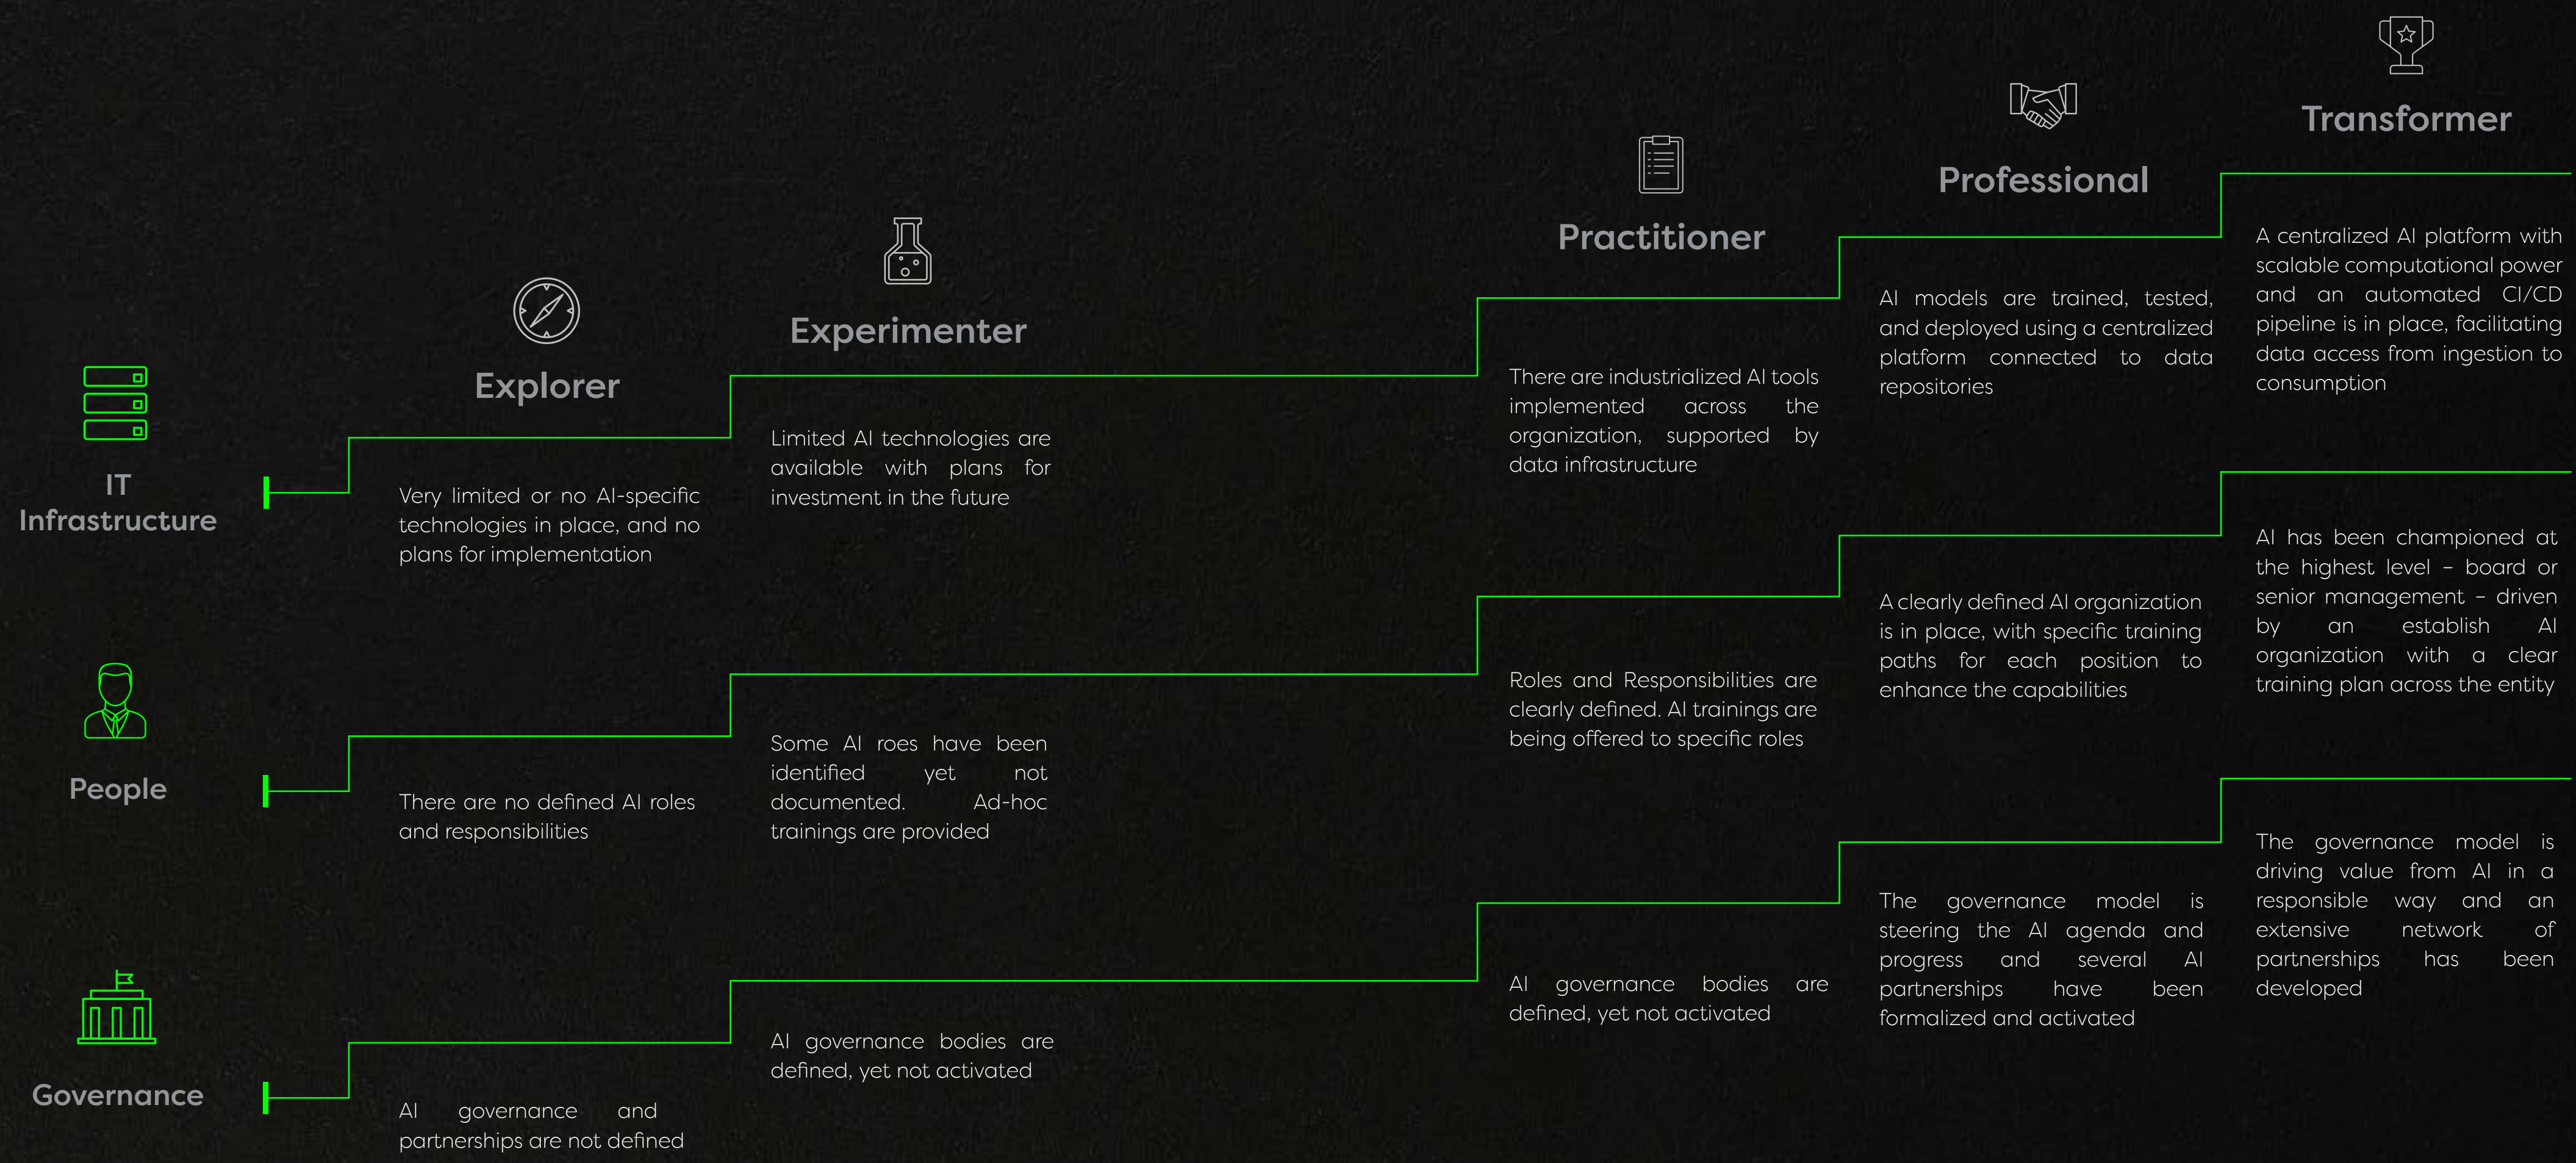 Transformer
Professional
Practitioner
Experimenter
Explorer
IT
Infrastructure
Very limited or no AI-specific
technologies in place, and no
plans for implementation
Limited AI technologies are
available with plans for
investment in the future
There are industrialized AI tools
implemented across the
organization, supported by
data infrastructure
AI models are trained, tested,
and deployed using a centralized
platform connected to data
repositories
A centralized AI platform with
scalable computational power
and an automated CI/CD
pipeline is in place, facilitating
data access from ingestion to
consumption
People
There are no defined AI roles
and responsibilities
Some AI roes have been
identified yet not
documented. Ad-hoc
trainings are provided
Roles and Responsibilities are
clearly defined. AI trainings are
being offered to specific roles
A clearly defined AI organization
is in place, with specific training
paths for each position to
enhance the capabilities
AI has been championed at
the highest level – board or
senior management – driven
by an establish AI
organization with a clear
training plan across the entity
Governance
AI governance and
partnerships are not defined
AI governance bodies are
defined, yet not activated
AI governance bodies are
defined, yet not activated
The governance model is
steering the AI agenda and
progress and several AI
partnerships have been
formalized and activated
The governance model is
driving value from AI in a
responsible way and an
extensive network of
partnerships has been
developed